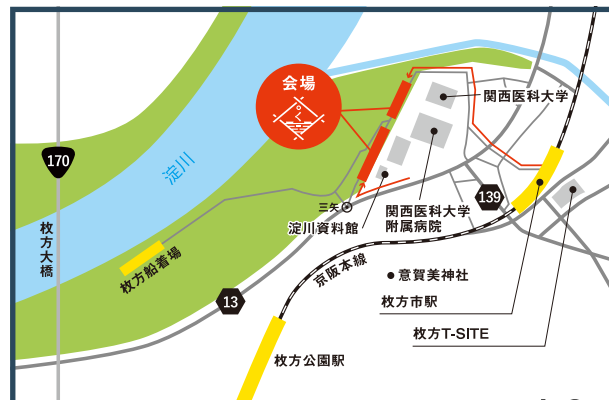 会場
関西医科大学
170
淀川
139
三矢
淀川資料館
関西医科大学
附属病院
枚方大橋
枚方船着場
京阪本線
意賀美神社
13
枚方市駅
枚方T-SITE
枚方公園駅